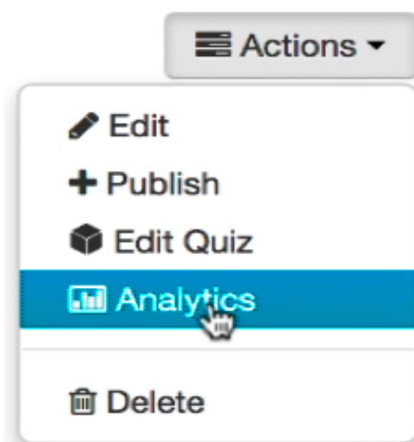 Actions
Edit
Publish
Edit Quiz
Analytics
Delete